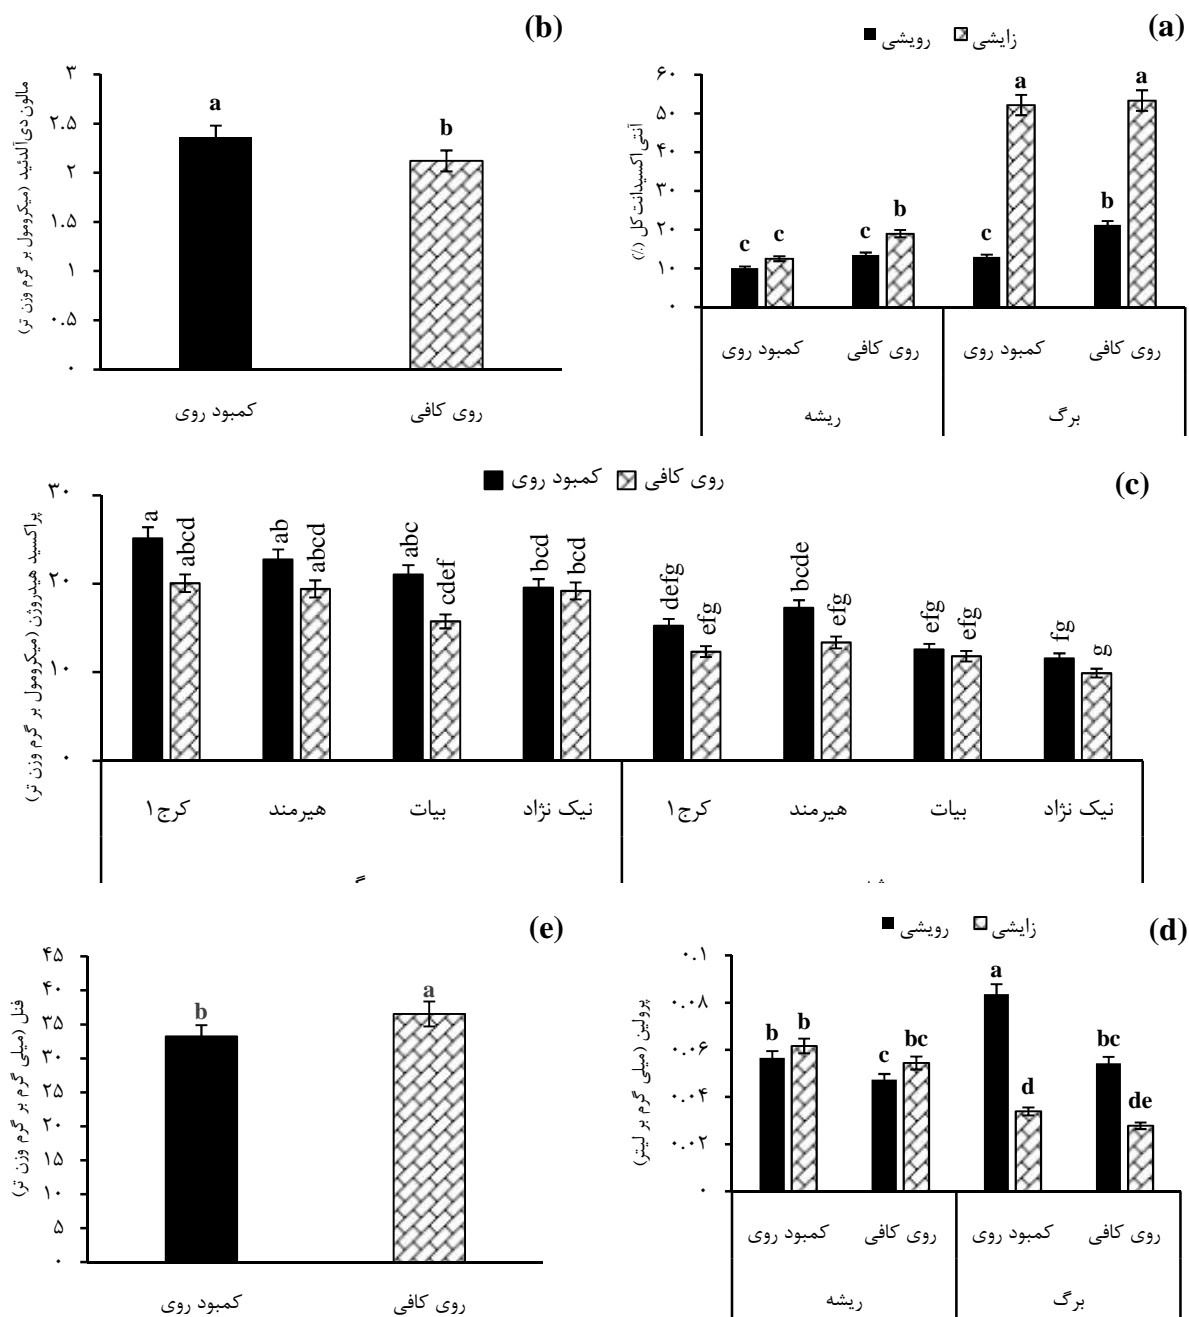 (b)
مالون دی‌آلدئید (میکرومول بر گرم وزن تر)
۳
۲.۵
۲
۱.۵
۱
۰.۵
۰
a
b
کمبود روی
روی کافی
(a)
رویشی
زایشی
آنتی اکسیدانت کل (٪)
۶۰
۵۰
۴۰
۳۰
۲۰
۱۰
۰
c
c
c
b
c
a
b
a
کمبود روی
روی کافی
کمبود روی
روی کافی
ریشه
برگ
(c)
کمبود روی
روی کافی
پراکسید هیدروژن (میکرومول بر گرم وزن تر)
۳۰
۲۰
۱۰
۰
a
abcd
ab
abcd
abc
cdef
bcd
bcd
defg
efg
bcde
efg
efg
efg
fg
g
کرج۱
هیرمند
بیات
نیک نژاد
کرج۱
هیرمند
بیات
نیک نژاد
(e)
فنل (میلی گرم بر گرم وزن تر)
۴۵
۴۰
۳۵
۳۰
۲۵
۲۰
۱۵
۱۰
۵
۰
b
a
کمبود روی
روی کافی
(d)
رویشی
زایشی
پرولین (میلی گرم بر لیتر)
۰.۱
۰.۰۸
۰.۰۶
۰.۰۴
۰.۰۲
۰
b
b
c
bc
a
d
bc
de
کمبود روی
روی کافی
کمبود روی
روی کافی
ریشه
برگ